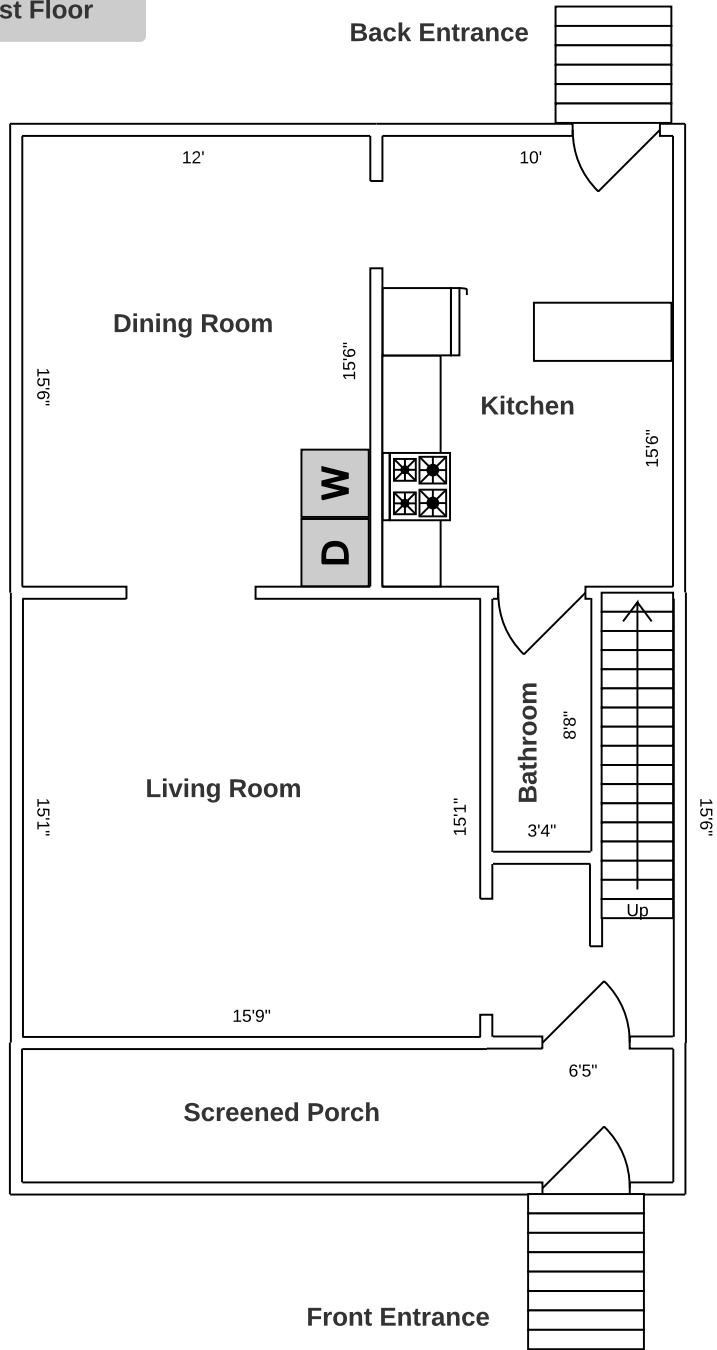 st Floor
Back Entrance
12'
10'
Dining Room
15'6"
15'6"
Kitchen
15'6"
W
D
Bathroom
8'8"
Living Room
15'1"
15'1"
15'6"
3'4"
Up
15'9"
6'5"
Screened Porch
Front Entrance